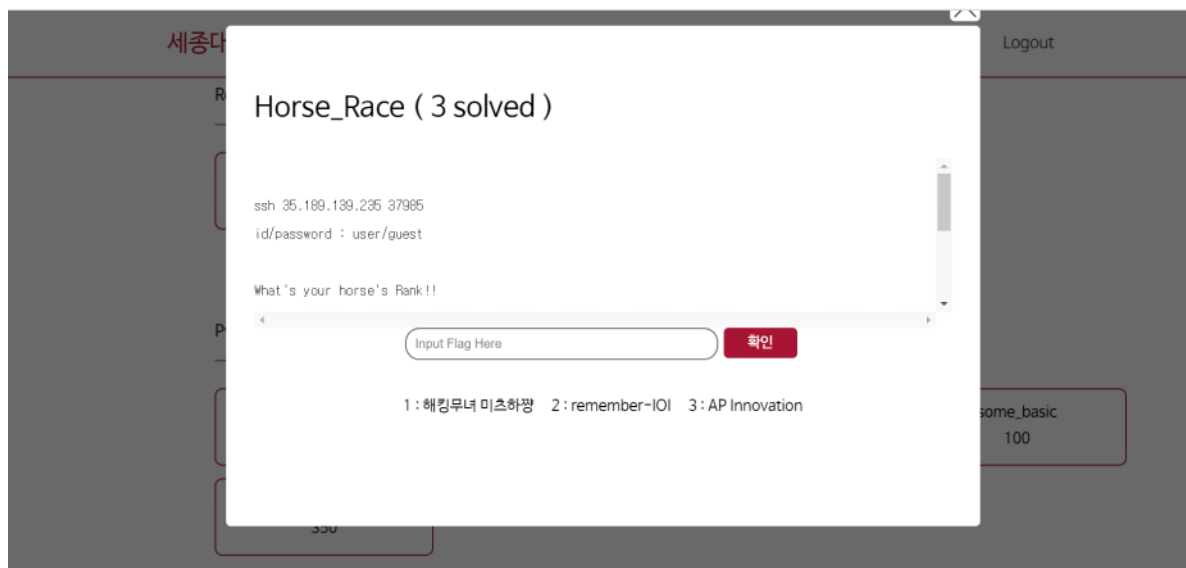 세종대
Logout
Horse_Race ( 3 solved )
ssh 35.189.139.235 37985
id/password : user/guest
What's your horse's Rank!!
Input Flag Here
확인
1 : 해킹무녀 미츠하쨩 2 : remember-IOI 3 : AP Innovation
some_basic
100
350